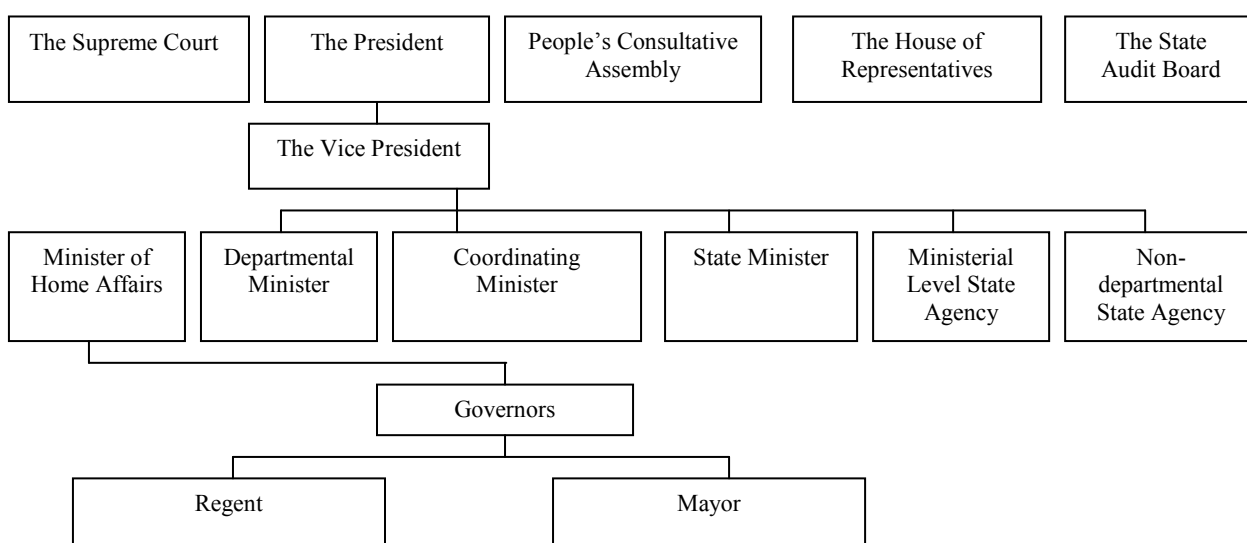 The Supreme Court
The President
People’s Consultative
Assembly
The House of
Representatives
The State
Audit Board
The Vice President
Minister of
Home Affairs
Departmental
Minister
Coordinating
Minister
State Minister
Ministerial
Level State
Agency
Non-
departmental
State Agency
Governors
Regent
Mayor